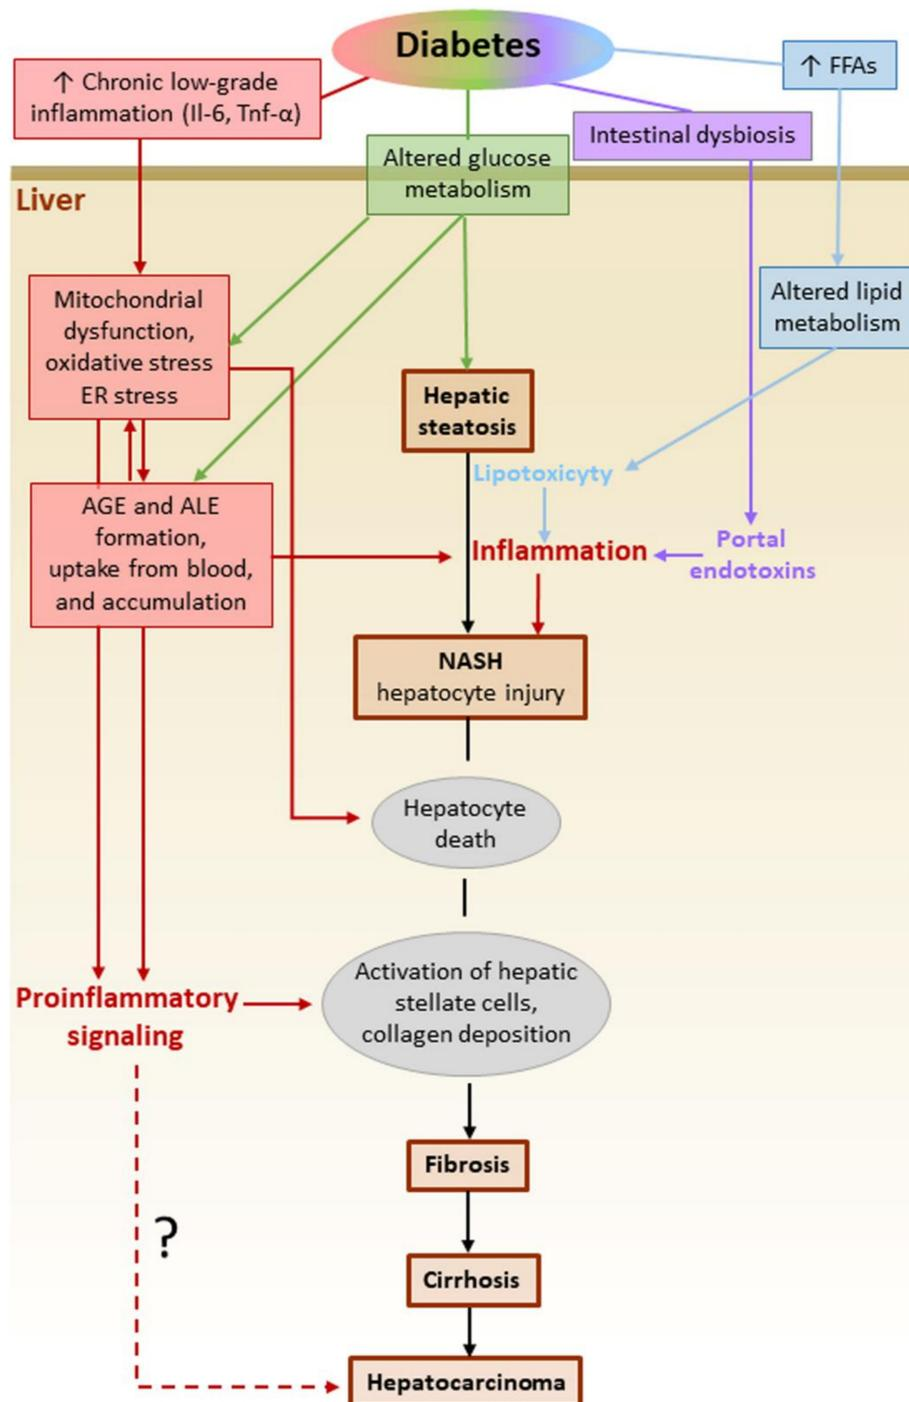 Diabetes
↑ Chronic low-grade
inflammation (Il-6, Tnf-α)
↑ FFAs
Intestinal dysbiosis
Altered glucose
metabolism
Liver
Mitochondrial
dysfunction,
oxidative stress
ER stress
Altered lipid
metabolism
Hepatic
steatosis
Lipotoxicyty
AGE and ALE
formation,
uptake from blood,
and accumulation
Inflammation
Portal
endotoxins
NASH
hepatocyte injury
Hepatocyte
death
Activation of hepatic
stellate cells,
collagen deposition
Proinflammatory
signaling
Fibrosis
?
Cirrhosis
Hepatocarcinoma